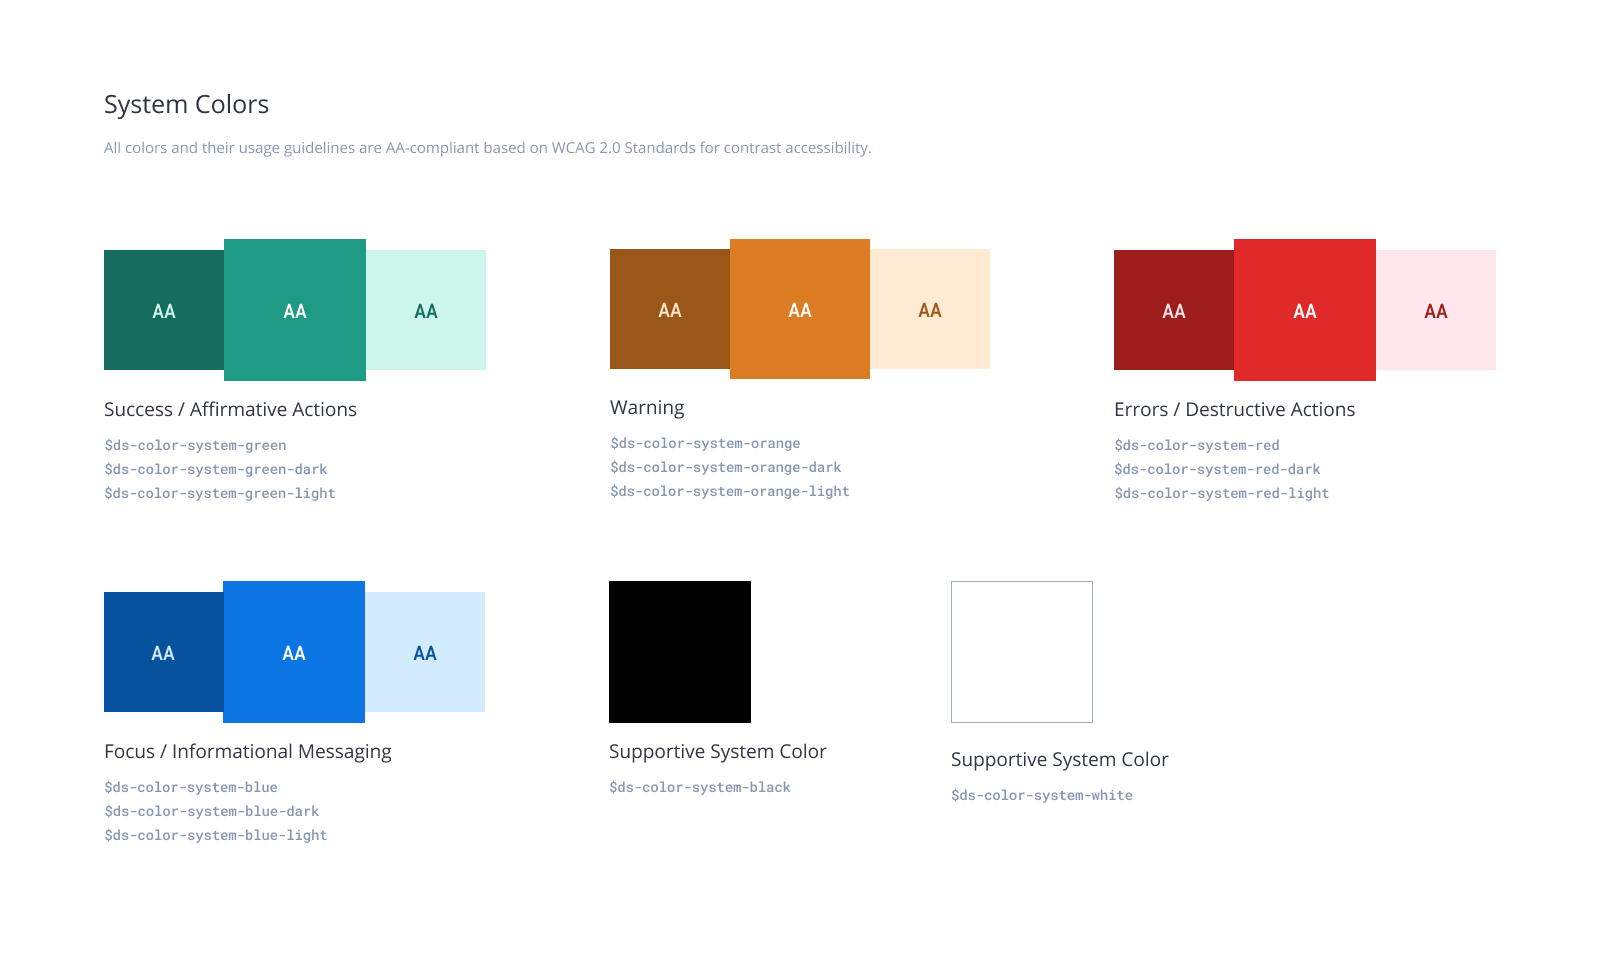 System Colors
All colors and their usage guidelines are AA-compliant based on WCAG 2.0 Standards for contrast accessibility.
AA AA AA
Success / Affirmative Actions
$ds-color-system-green
$ds-color-system-green-dark
$ds-color-system-green-light
AA AA AA
Warning
$ds-color-system-orange
$ds-color-system-orange-dark
$ds-color-system-orange-light
AA AA AA
Errors / Destructive Actions
$ds-color-system-red
$ds-color-system-red-dark
$ds-color-system-red-light
AA AA AA
Focus / Informational Messaging
$ds-color-system-blue
$ds-color-system-blue-dark
$ds-color-system-blue-light
Supportive System Color
$ds-color-system-black
Supportive System Color
$ds-color-system-white